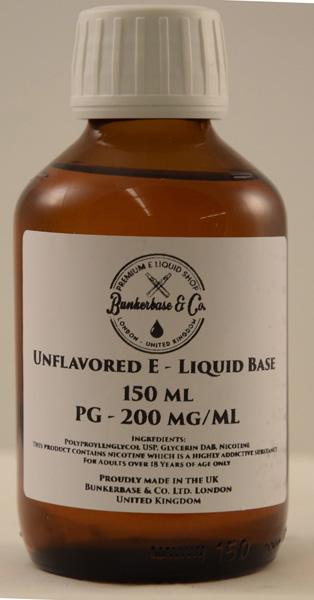 PREMIUM E LIQUID SHOP
Bunkerbase & Co.
LONDON - UNITED KINGDOM
UNFLAVORED E - LIQUID BASE
150 ML
PG - 200 MG/ML
INGREDIENTS:
POLYPROYLENGLYCOL USP, GLYCERIN DAB, NICOTINE
THIS PRODUCT CONTAINS NICOTINE WHICH IS A HIGHLY ADDICTIVE SUBSTANCE
FOR ADULTS OVER 18 YEARS OF AGE ONLY
PROUDLY MADE IN THE UK
BUNKERBASE & CO. LTD. LONDON
UNITED KINGDOM
150